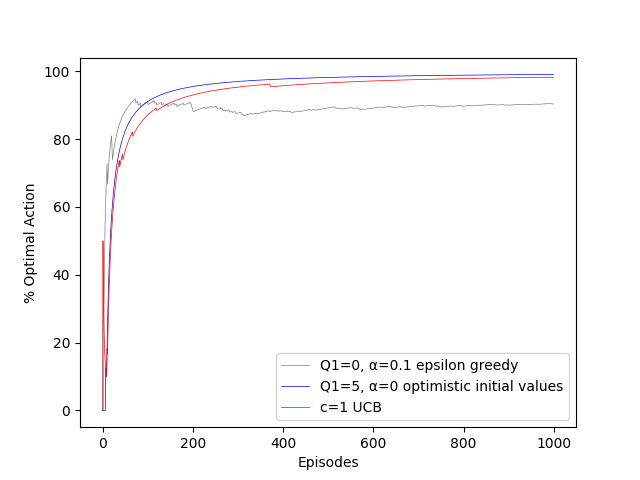 100
80
60
40
20
0
% Optimal Action
0 200 400 600 800 1000
Episodes
Q1=0, α=0.1 epsilon greedy
Q1=5, α=0 optimistic initial values
c=1 UCB